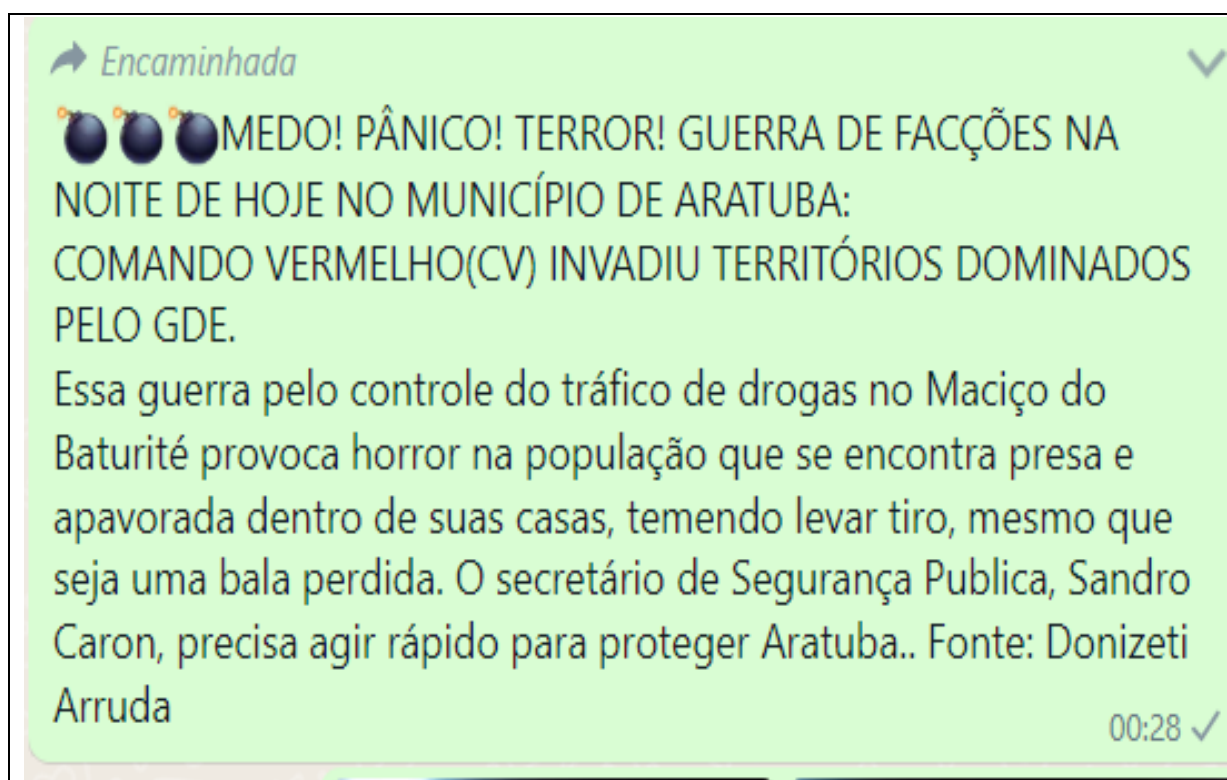 Encaminhada
💣💣💣MEDO! PÂNICO! TERROR! GUERRA DE FACÇÕES NA
NOITE DE HOJE NO MUNICÍPIO DE ARATUBA:
COMANDO VERMELHO(CV) INVADIU TERRITÓRIOS DOMINADOS
PELO GDE.
Essa guerra pelo controle do tráfico de drogas no Maciço do
Baturité provoca horror na população que se encontra presa e
apavorada dentro de suas casas, temendo levar tiro, mesmo que
seja uma bala perdida. O secretário de Segurança Publica, Sandro
Caron, precisa agir rápido para proteger Aratuba.. Fonte: Donizeti
Arruda
00:28